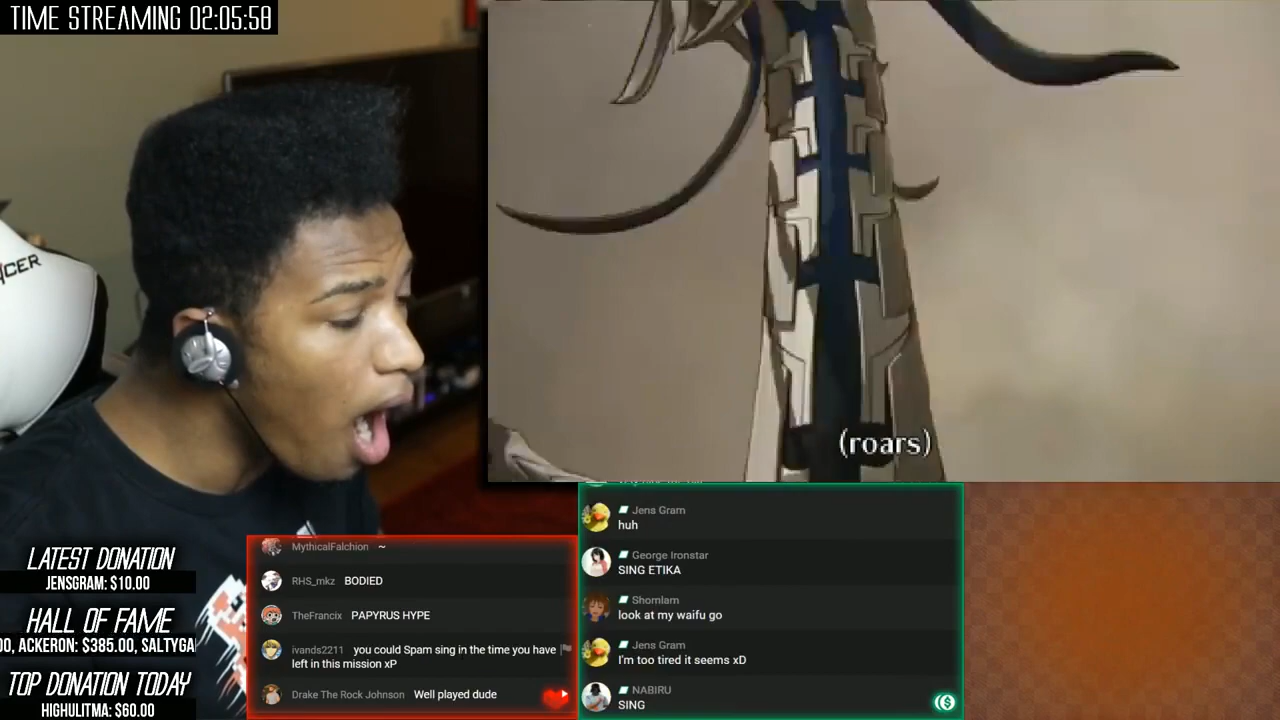 TIME STREAMING 02:05:58
CER
(roars)
LATEST DONATION
JENSGRAM: $10.00
HALL OF FAME
00, ACKERON: $385.00, SALTYGA
TOP DONATION TODAY
HIGHULITMA: $60.00
MythicalFalchion ~
RHS_mkz BODIED
TheFrancix PAPYRUS HYPE
ivands2211 you could Spam sing in the time you have
left in this mission xP
Drake The Rock Johnson Well played dude
Jens Gram
huh
George Ironstar
SING ETIKA
Shomlam
look at my waifu go
Jens Gram
I'm too tired it seems xD
NABIRU
SING